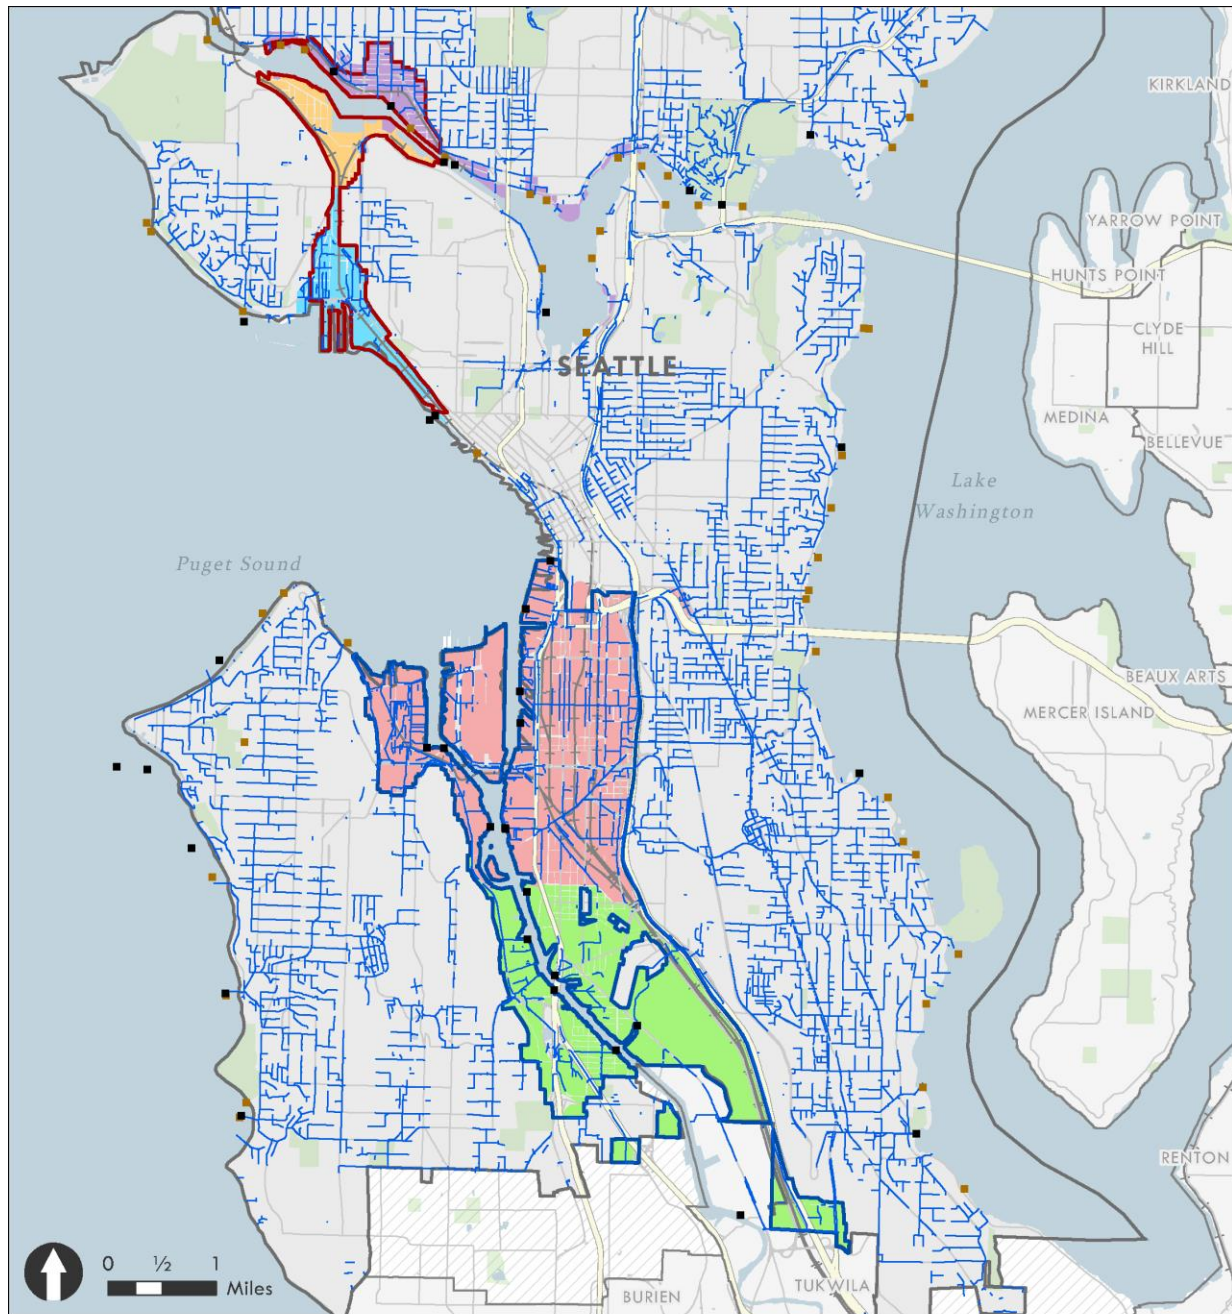 KIRKLAND
YARROW POINT
HUNTS POINT
CLYDE
HILL
SEATTLE
MEDINA
BELLEVUE
Lake
Washington
Puget Sound
BEAUX ARTS
MERCER ISLAND
RENTON
0 ½ 1
Miles
TUKWILA
BURIEN